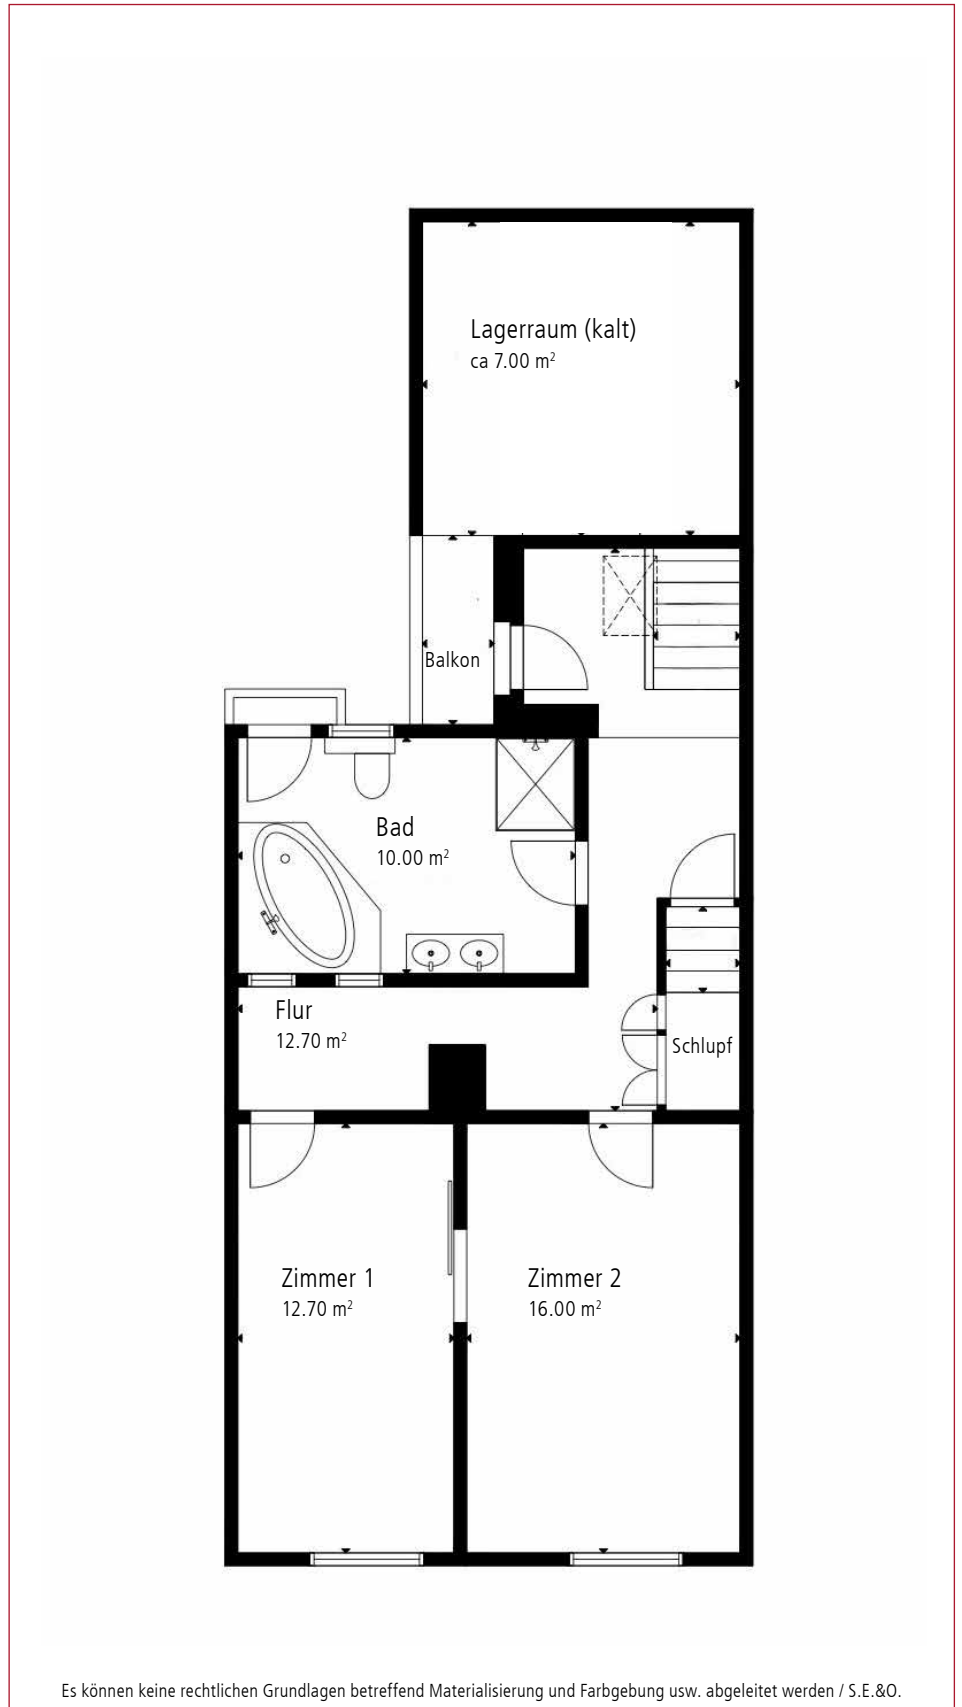 Lagerraum (kalt)
ca 7.00 m²
Balkon
Bad
10.00 m²
Flur
12.70 m²
Schlupf
Zimmer 1
12.70 m²
Zimmer 2
16.00 m²
Es können keine rechtlichen Grundlagen betreffend Materialisierung und Farbgebung usw. abgeleitet werden / S.E.&O.